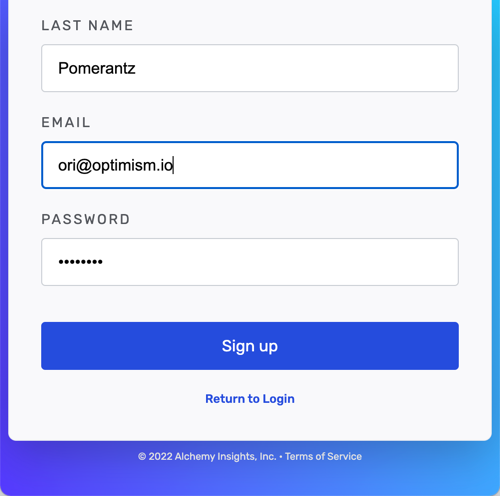 LAST NAME
Pomerantz
EMAIL
ori@optimism.io
PASSWORD
••••••••
Sign up
Return to Login
© 2022 Alchemy Insights, Inc. • Terms of Service